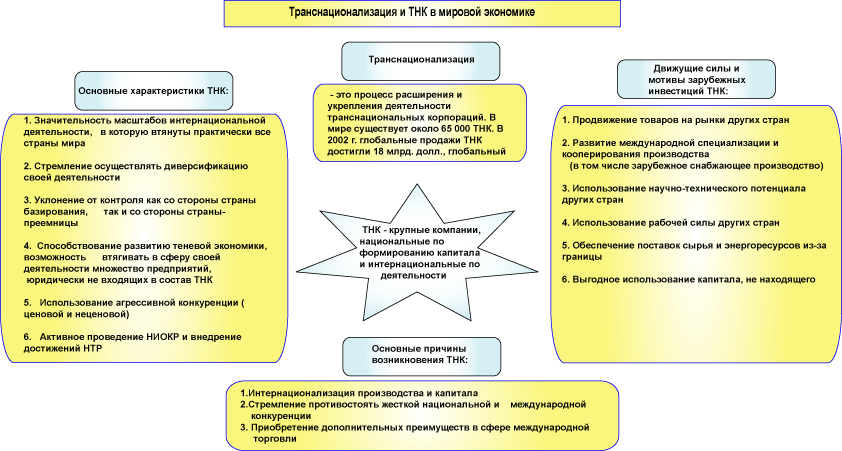 Транснационализация и ТНК в мировой экономике
Основные характеристики ТНК:
1. Значительность масштабов интернациональной
деятельности, в которую втянуты практически все
страны мира
2. Стремление осуществлять диверсификацию
своей деятельности
3. Уклонение от контроля как со стороны страны
базирования, так и со стороны страны-
преемницы
4. Способствование развитию теневой экономики,
возможность втягивать в сферу своей
деятельности множество предприятий,
юридически не входящих в состав ТНК
5. Использование агрессивной конкуренции (
ценовой и неценовой)
6. Активное проведение НИОКР и внедрение
достижений НТР
Транснационализация
- это процесс расширения и
укрепления деятельности
транснациональных корпораций. В
мире существует около 65 000 ТНК. В
2002 г. глобальные продажи ТНК
достигли 18 млрд. долл., глобальный
ТНК - крупные компании,
национальные по
формированию капитала
и интернациональные по
деятельности
Движущие силы и
мотивы зарубежных
инвестиций ТНК:
1. Продвижение товаров на рынки других стран
2. Развитие международной специализации и
кооперирования производства
(в том числе зарубежное снабжающее производство)
3. Использование научно-технического потенциала
других стран
4. Использование рабочей силы других стран
5. Обеспечение поставок сырья и энергоресурсов из-за
границы
6. Выгодное использование капитала, не находящего
Основные причины
возникновения ТНК:
1.Интернационализация производства и капитала
2.Стремление противостоять жесткой национальной и международной
конкуренции
3. Приобретение дополнительных преимуществ в сфере международной
торговли